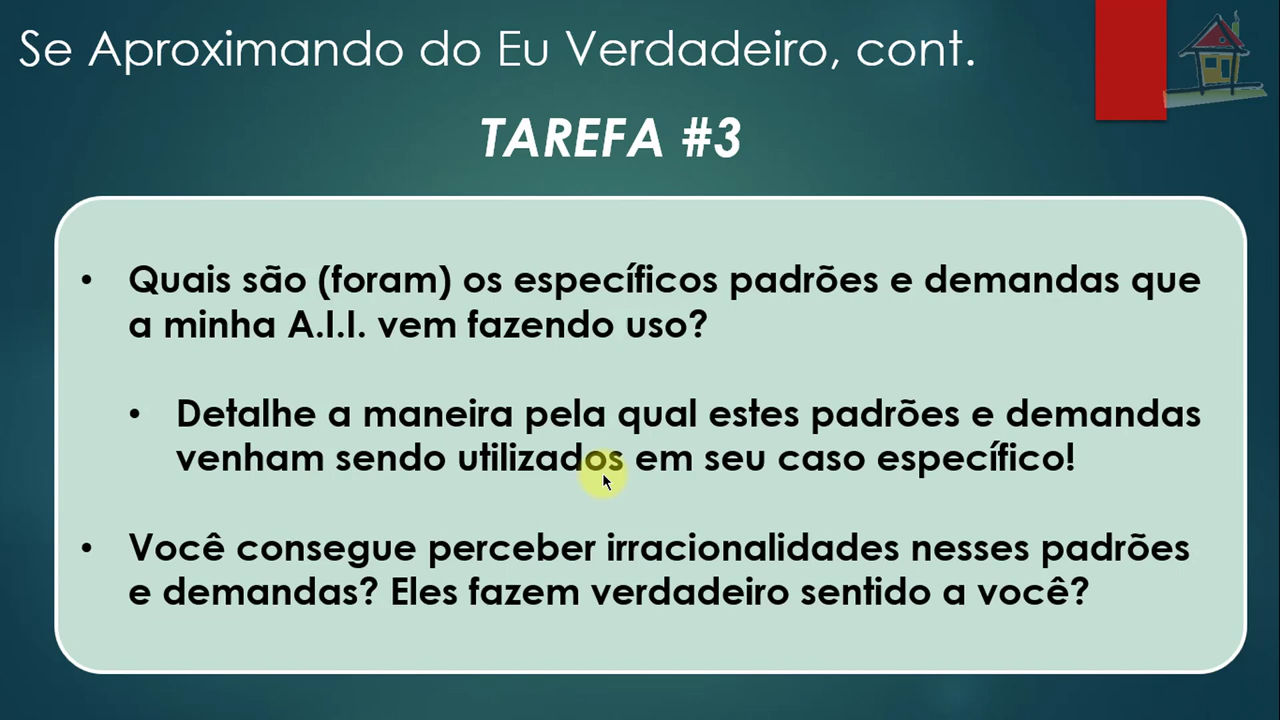 Se Aproximando do Eu Verdadeiro, cont.
TAREFA #3
• Quais são (foram) os específicos padrões e demandas que
a minha A.I.I. vem fazendo uso?
• Detalhe a maneira pela qual estes padrões e demandas
venham sendo utilizados em seu caso específico!
• Você consegue perceber irracionalidades nesses padrões
e demandas? Eles fazem verdadeiro sentido a você?